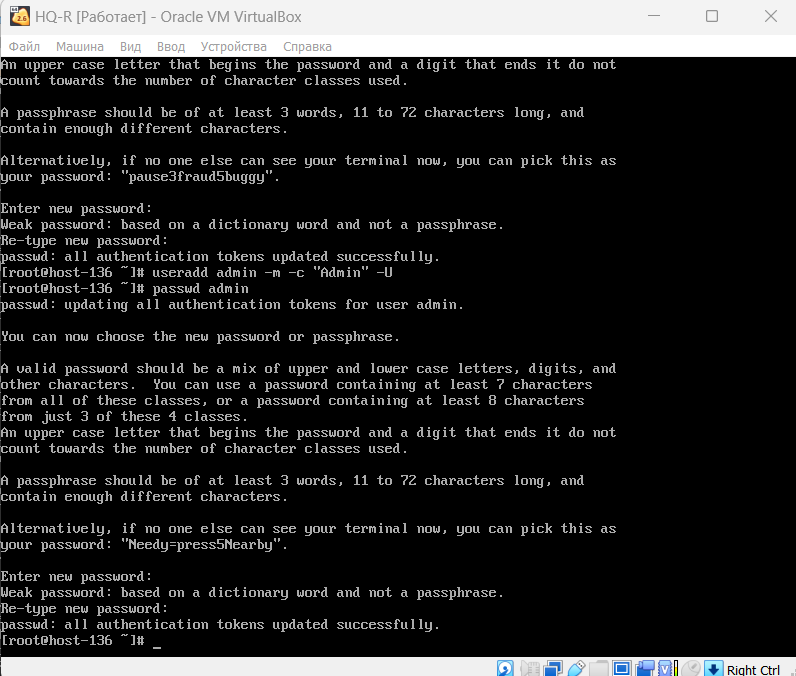 HQ-R [Работает] - Oracle VM VirtualBox
Файл Машина Вид Ввод Устройства Справка
An upper case letter that begins the password and a digit that ends it do not
count towards the number of character classes used.
A passphrase should be of at least 3 words, 11 to 72 characters long, and
contain enough different characters.
Alternatively, if no one else can see your terminal now, you can pick this as
your password: "pause3fraud5buggy".
Enter new password:
Weak password: based on a dictionary word and not a passphrase.
Re-type new password:
passwd: all authentication tokens updated successfully.
[root@host-136 ~]# useradd admin -m -c "Admin" -U
[root@host-136 ~]# passwd admin
passwd: updating all authentication tokens for user admin.
You can now choose the new password or passphrase.
A valid password should be a mix of upper and lower case letters, digits, and
other characters.  You can use a password containing at least 7 characters
from all of these classes, or a password containing at least 8 characters
from just 3 of these 4 classes.
An upper case letter that begins the password and a digit that ends it do not
count towards the number of character classes used.
A passphrase should be of at least 3 words, 11 to 72 characters long, and
contain enough different characters.
Alternatively, if no one else can see your terminal now, you can pick this as
your password: "Needy=press5Nearby".
Enter new password:
Weak password: based on a dictionary word and not a passphrase.
Re-type new password:
passwd: all authentication tokens updated successfully.
[root@host-136 ~]# _
Right Ctrl